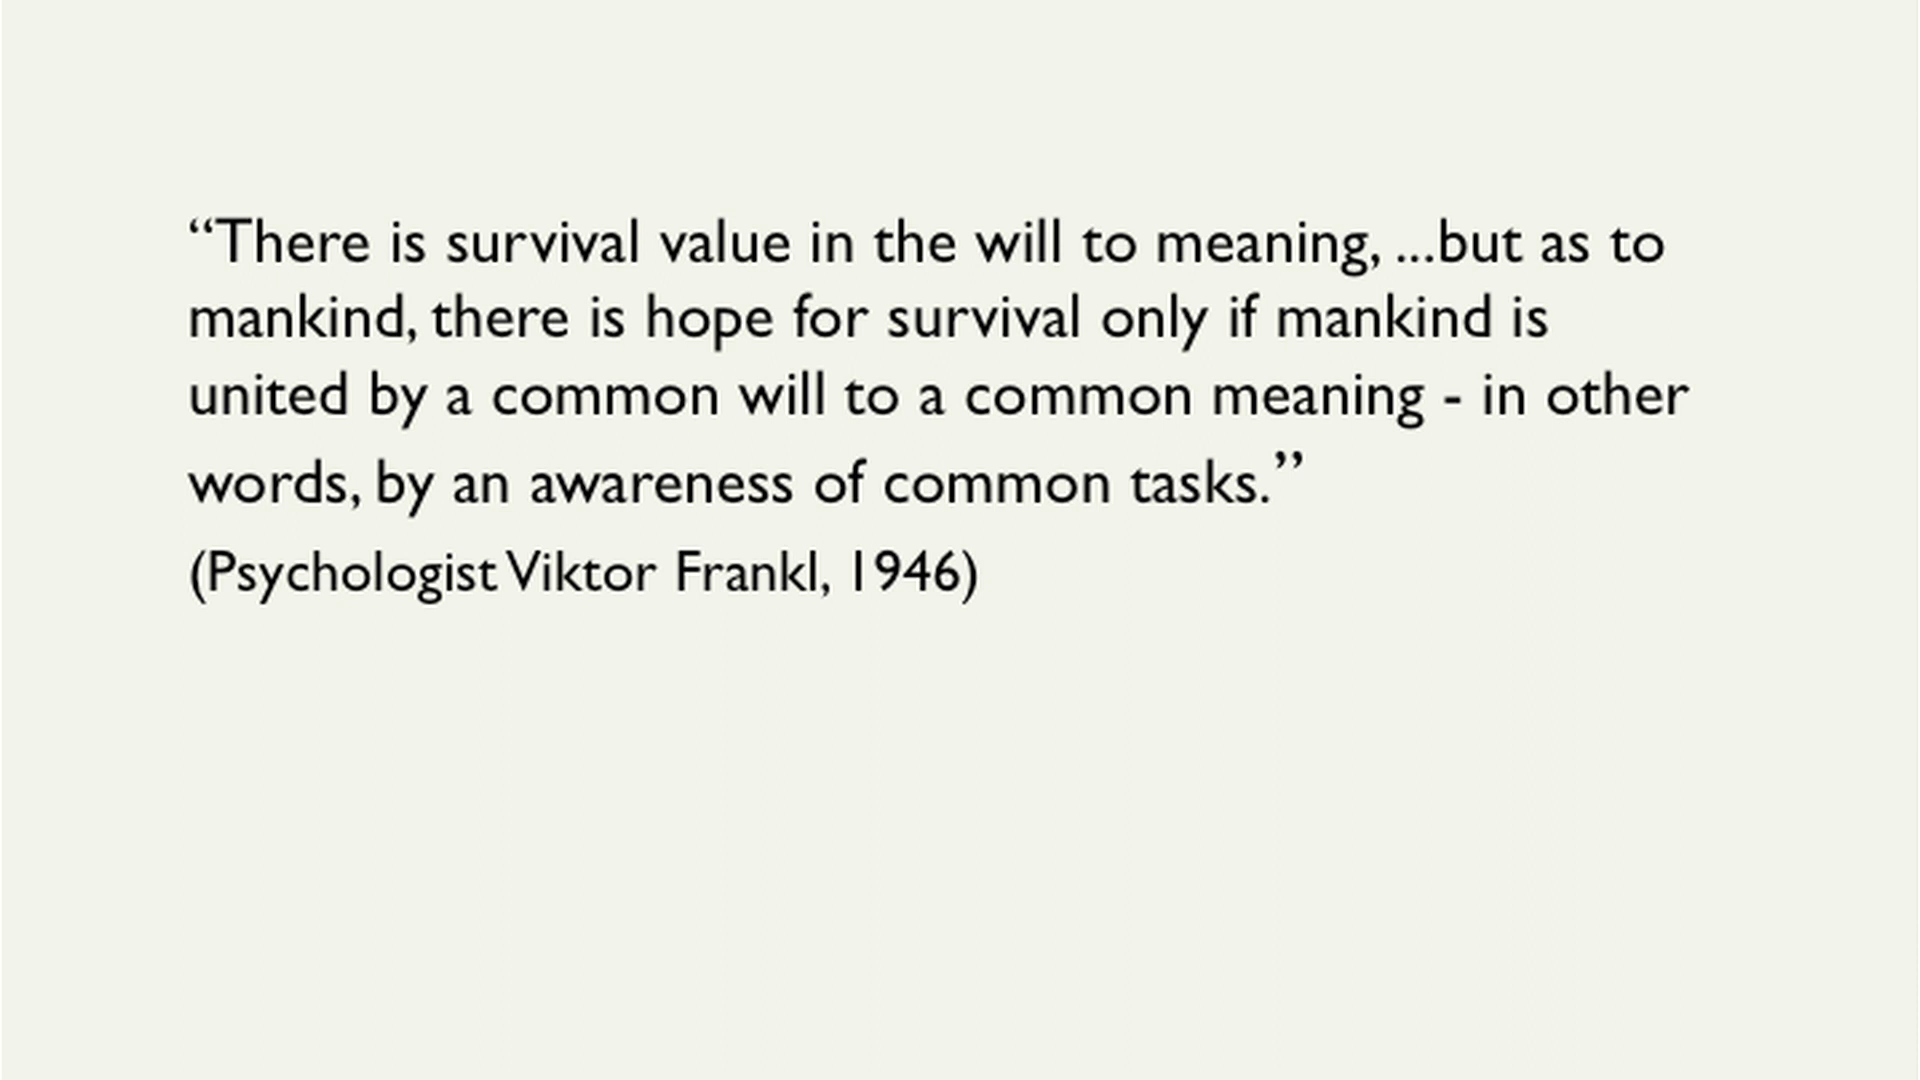 “There is survival value in the will to meaning, ...but as to
mankind, there is hope for survival only if mankind is
united by a common will to a common meaning - in other
words, by an awareness of common tasks.”
(Psychologist Viktor Frankl, 1946)